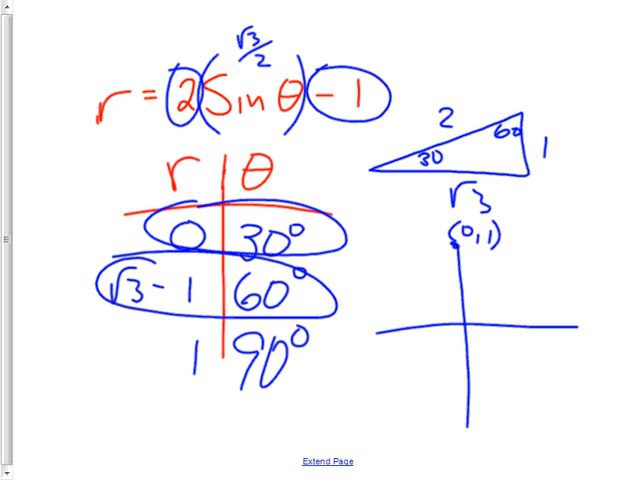 √3/2
r = 2(Sin θ) - 1
r θ
0 30°
√3 - 1 60°
1 90°
2
60
30
1
√3
(0,1)
Extend Page